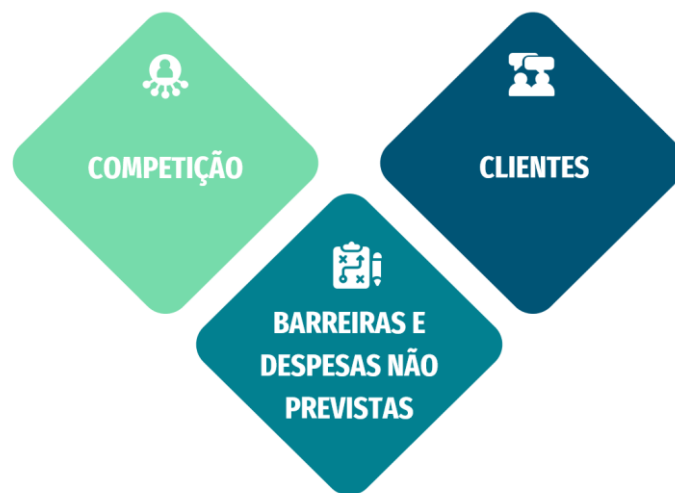 COMPETIÇÃO
CLIENTES
BARREIRAS E
DESPESAS NÃO
PREVISTAS